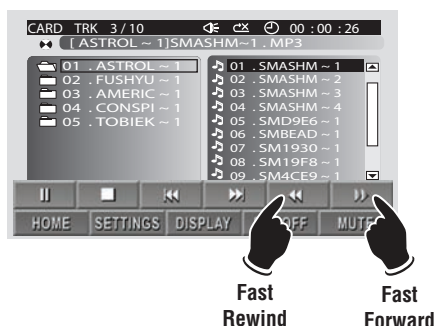 CARD TRK 3/10 00 : 00 : 26
[ ASTROL ~ 1]SMASHM~1 . MP3
01 . ASTROL ~ 1
02 . FUSHYU ~ 1
03 . AMERIC ~ 1
04 . CONSPI ~ 1
05 . TOBIEK ~ 1
01 . SMASHM ~ 1
02 . SMASHM ~ 2
03 . SMASHM ~ 3
04 . SMASHM ~ 4
05 . SMD9E6 ~ 1
06 . SMBEAD ~ 1
07 . SM1930 ~ 1
08 . SM19F8 ~ 1
09 . SM4CE9 ~ 1
HOME SETTINGS DISPLAY OFF MUTE
Fast Rewind
Fast Forward